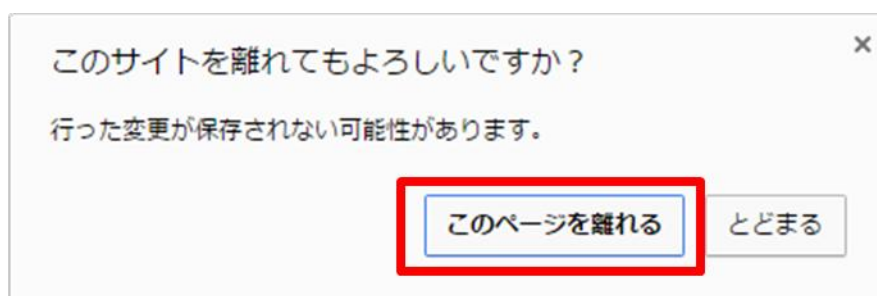 このサイトを離れてもよろしいですか？
行った変更が保存されない可能性があります。
このページを離れる
とどまる